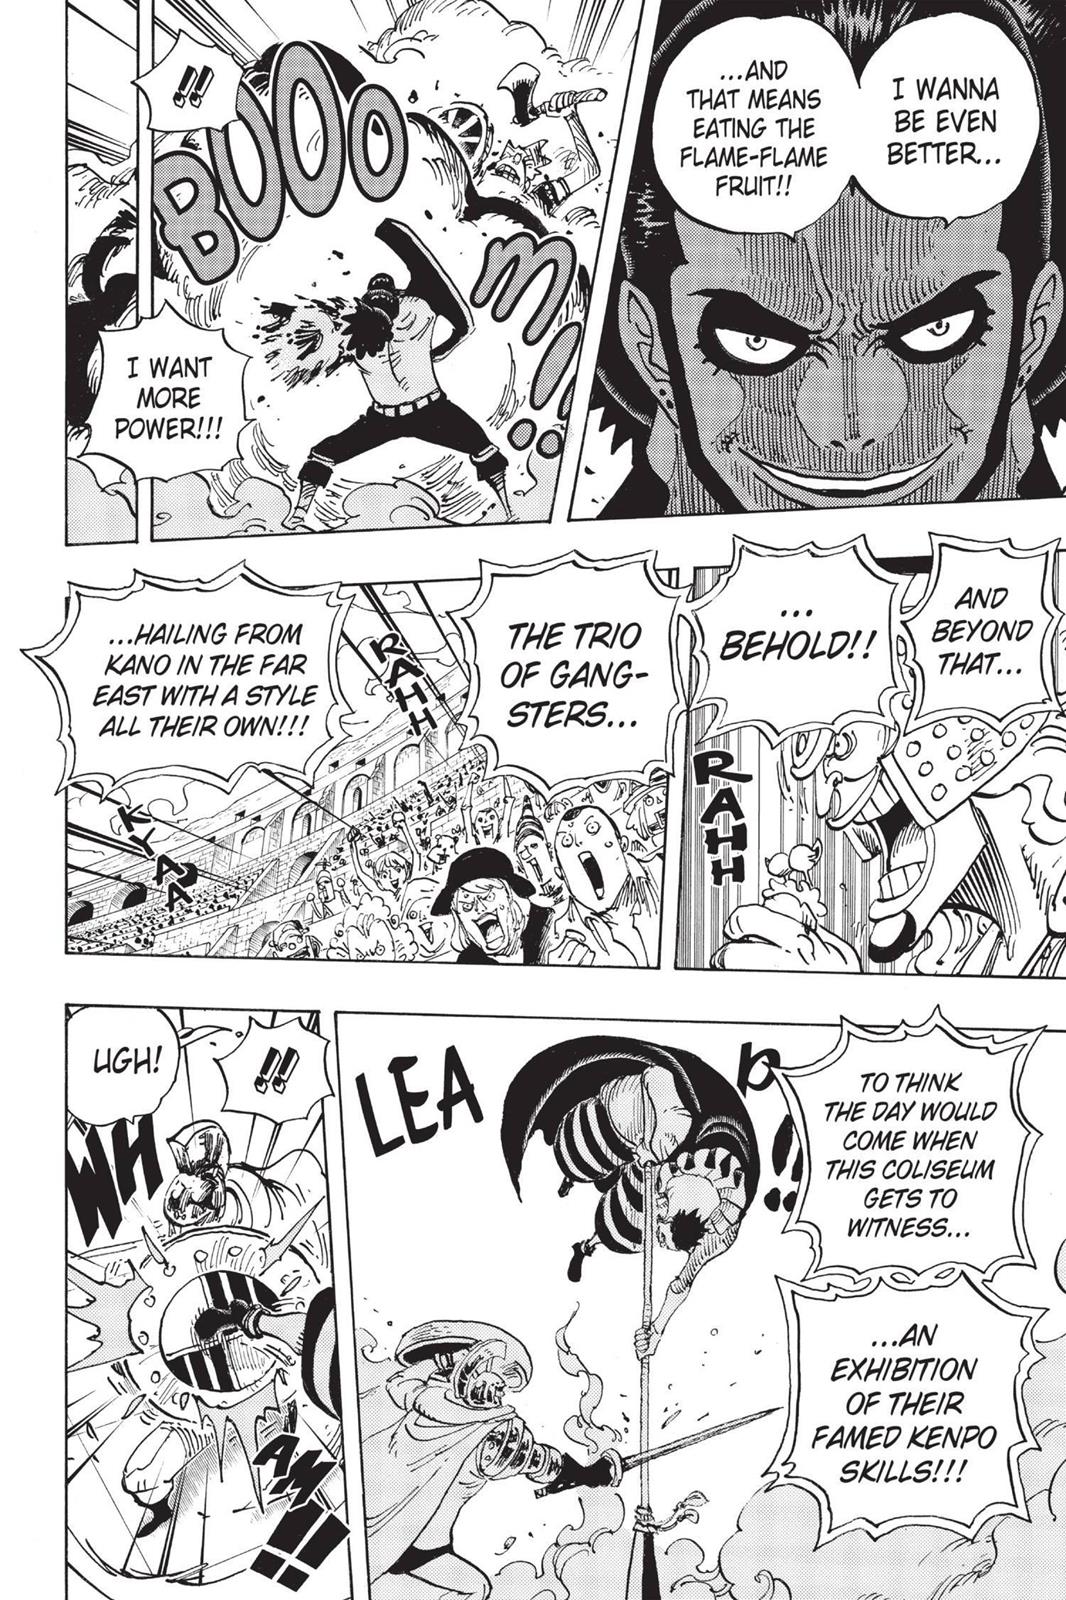 I WANNA
BE EVEN
BETTER...
...AND
THAT MEANS
EATING THE
FLAME-FLAME
FRUIT!!
!!
BOOOM!!
I WANT
MORE
POWER!!!
AND
BEYOND
THAT...
...
BEHOLD!!
RAHH
THE TRIO
OF GANG-
STERS...
RAHH
...HAILING FROM
KANO IN THE FAR
EAST WITH A STYLE
ALL THEIR OWN!!!
KYAA
TO THINK
THE DAY WOULD
COME WHEN
THIS COLISEUM
GETS TO
WITNESS...
...AN
EXHIBITION
OF THEIR
FAMED KENPO
SKILLS!!!
LEAP!!
!!
UGH!
WHAM!!